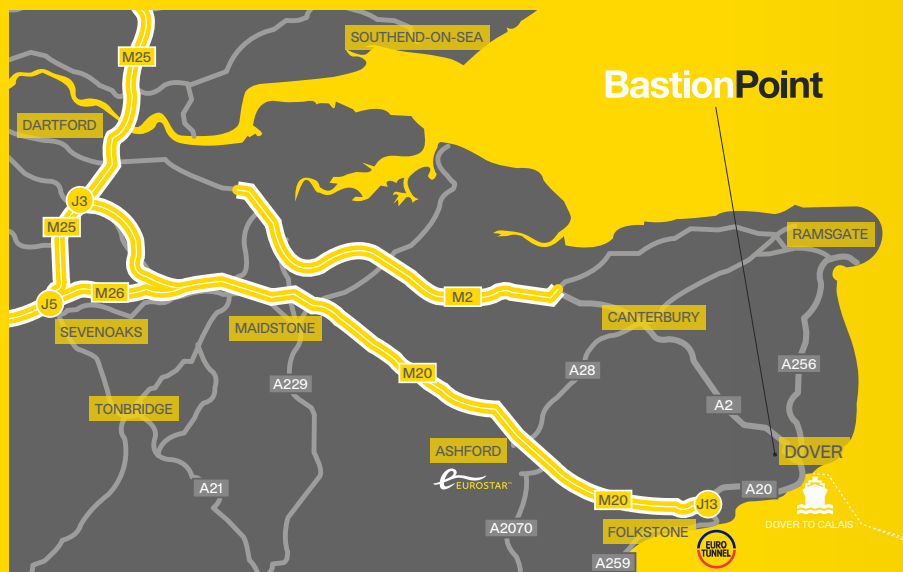 SOUTHEND-ON-SEA
M25
BastionPoint
DARTFORD
J3
M25
RAMSGATE
M26
J5
M2
CANTERBURY
SEVENOAKS
MAIDSTONE
A256
A28
M20
A229
A2
TONBRIDGE
ASHFORD
DOVER
e EUROSTAR™
A21
A20
M20
J13
DOVER TO CALAIS
A2070
FOLKSTONE
EURO
TUNNEL
A259